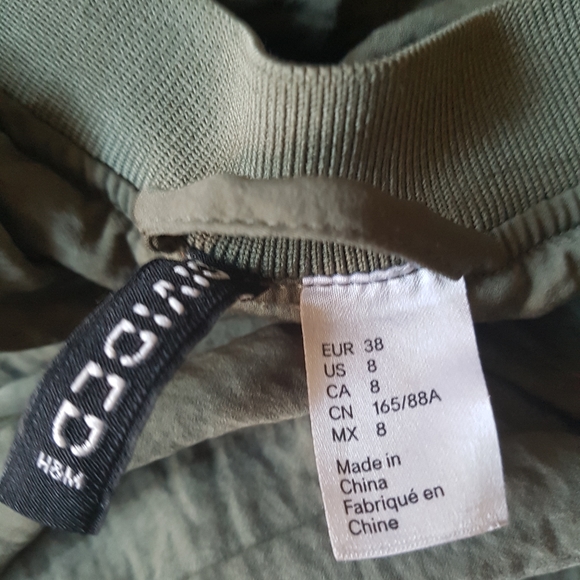 DIVIDED
H&M
EUR 38
US 8
CA 8
CN 165/88A
MX 8
Made in
China
Fabriqué en
Chine